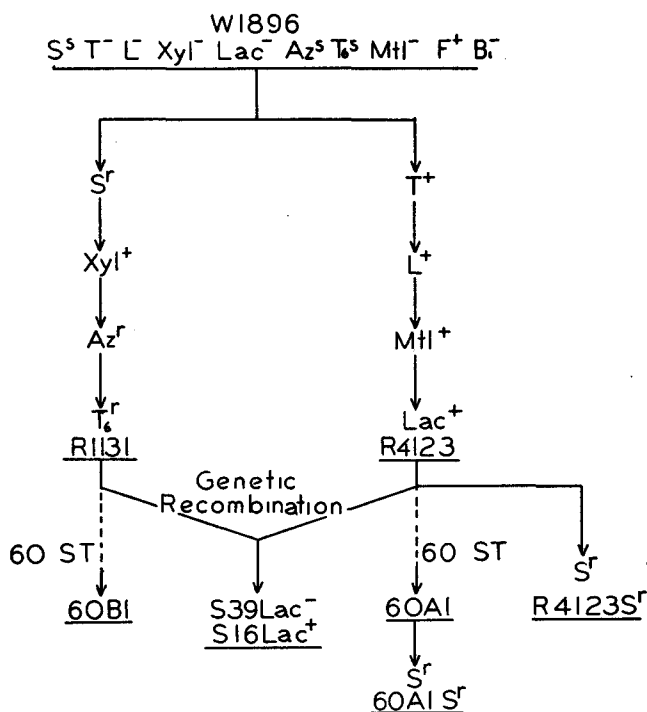 W1896
Sˢ T⁻ L⁻ Xyl⁻ Lac⁻ Azˢ T₆ˢ Mtl⁻ F⁺ B₁⁻
Sʳ
T⁺
Xyl⁺
L⁺
Azʳ
Mtl⁺
T₆ʳ
Lac⁺
R1131
R4123
Genetic
Recombination
60 ST
60 ST
Sʳ
60B1
S39Lac⁻
60A1
R4123Sʳ
S16Lac⁺
Sʳ
60A1 Sʳ